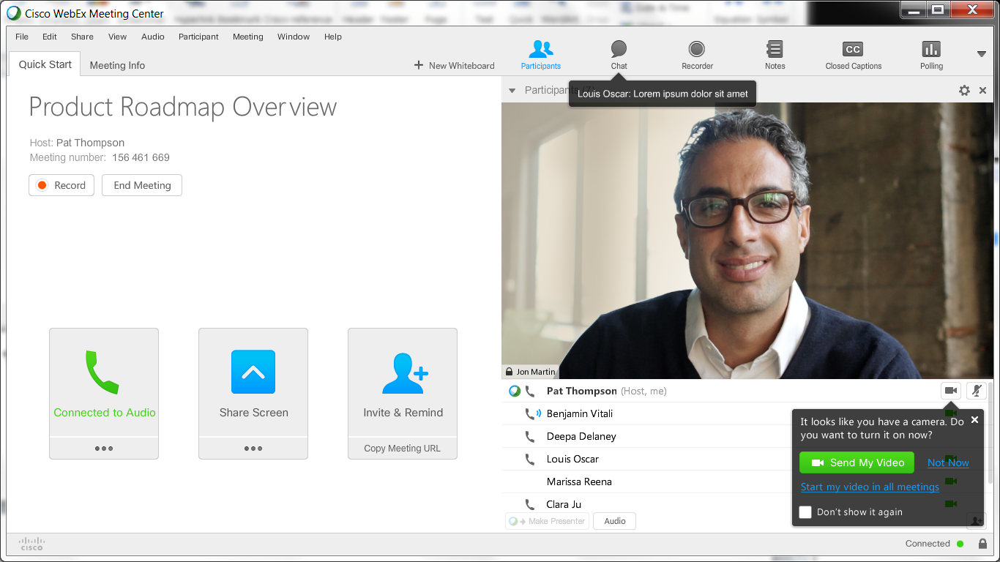 Cisco WebEx Meeting Center
File Edit Share View Audio Participant Meeting Window Help
Quick Start Meeting Info New Whiteboard
Participants Chat Recorder Notes Closed Captions Polling
Participants (7)
Louis Oscar: Lorem ipsum dolor sit amet
Product Roadmap Overview
Host: Pat Thompson
Meeting number: 156 461 669
Record End Meeting
Connected to Audio
Share Screen
Invite & Remind
Copy Meeting URL
Jon Martin
Pat Thompson (Host, me)
Benjamin Vitali
Deepa Delaney
Louis Oscar
Marissa Reena
Clara Ju
It looks like you have a camera. Do
you want to turn it on now?
Send My Video Not Now
Start my video in all meetings
Don't show it again
Make Presenter Audio
CISCO
Connected